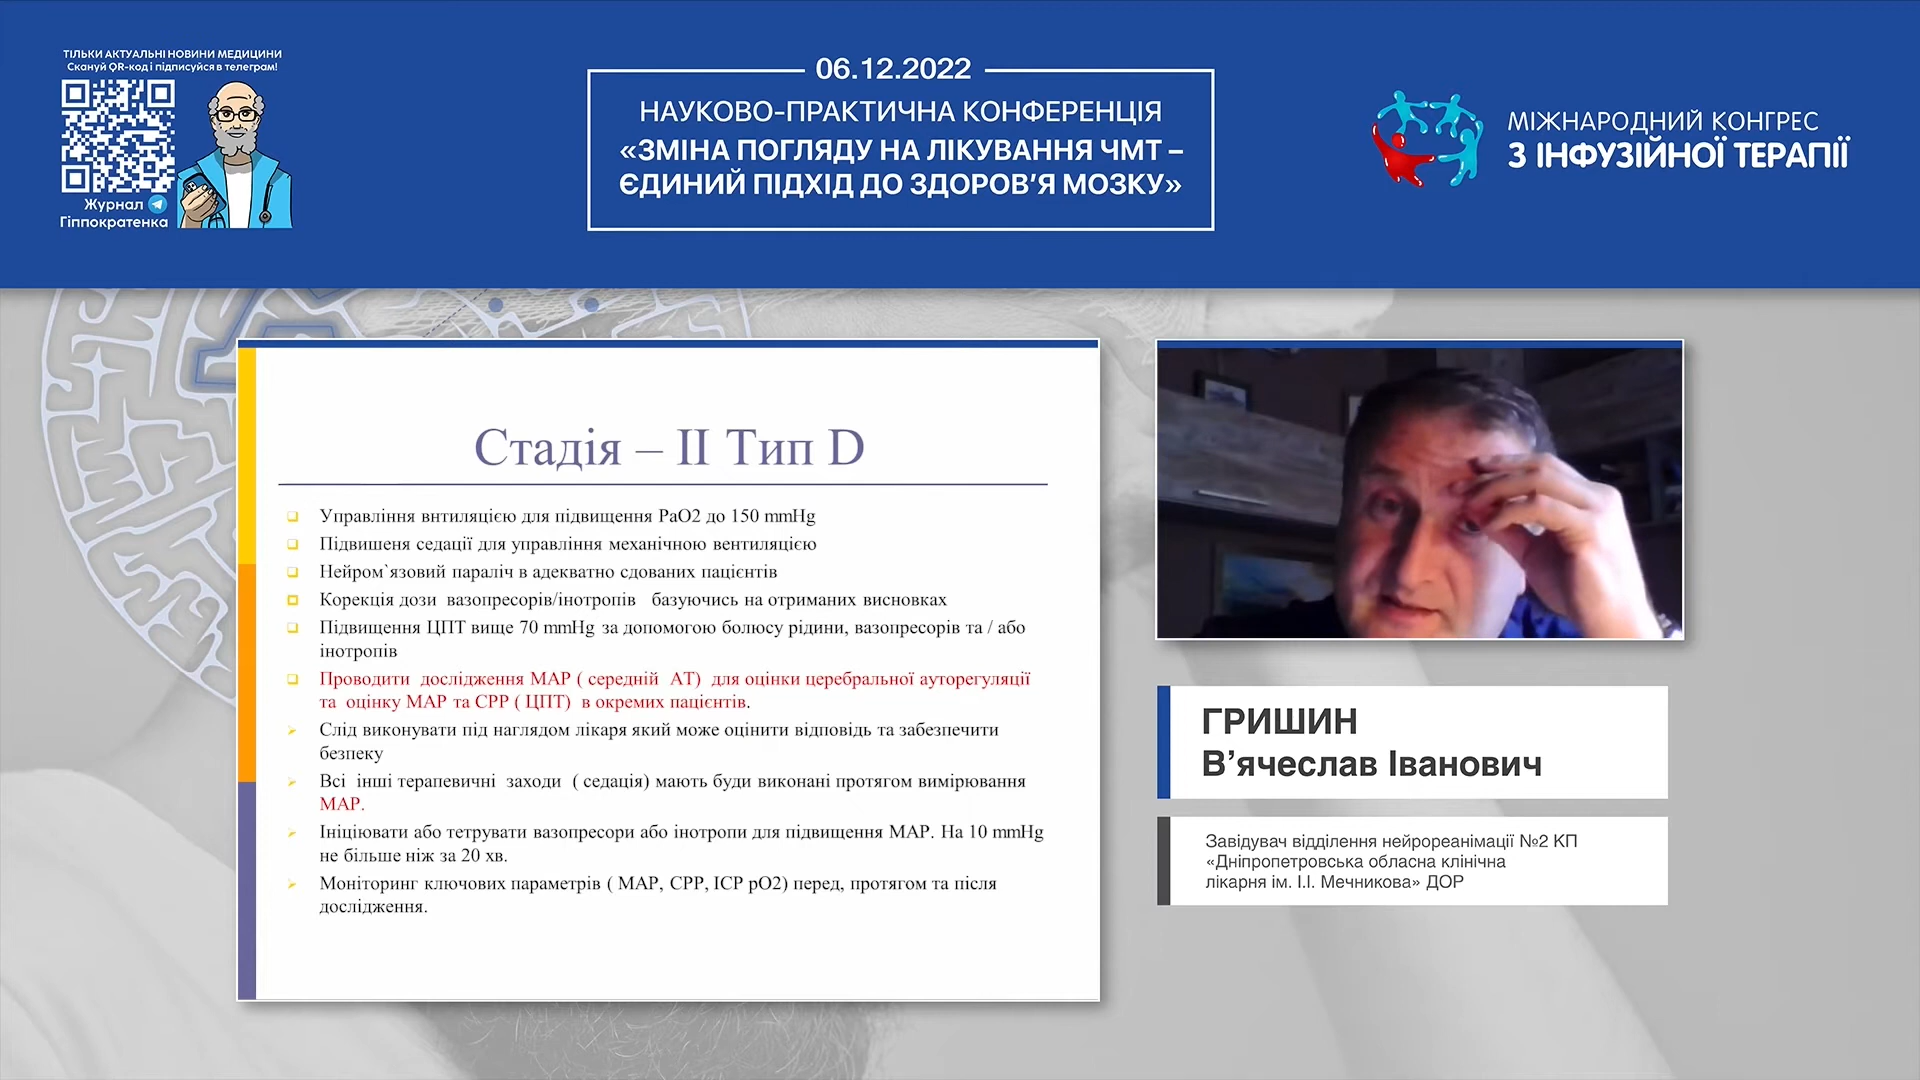 ТІЛЬКИ АКТУАЛЬНІ НОВИНИ МЕДИЦИНИ
Скануй QR-код і підписуйся в телеграм!
Журнал
Гіппократенка
06.12.2022
НАУКОВО-ПРАКТИЧНА КОНФЕРЕНЦІЯ
«ЗМІНА ПОГЛЯДУ НА ЛІКУВАННЯ ЧМТ –
ЄДИНИЙ ПІДХІД ДО ЗДОРОВ’Я МОЗКУ»
МІЖНАРОДНИЙ КОНГРЕС
З ІНФУЗІЙНОЇ ТЕРАПІЇ
Стадія – II Тип D
Управління внтиляцією для підвищення PaO2 до 150 mmHg
Підвишеня седації для управління механічною вентиляцією
Нейром`язовий параліч в адекватно сдованих пацієнтів
Корекція дози вазопресорів/інотропів базуючись на отриманих висновках
Підвищення ЦПТ вище 70 mmHg за допомогою болюсу рідини, вазопресорів та / або
інотропів
Проводити дослідження МАР ( середній АТ) для оцінки церебральної ауторегуляції
та оцінку МАР та СРР ( ЦПТ) в окремих пацієнтів.
Слід виконувати під наглядом лікаря який може оцінити відповідь та забезпечити
безпеку
Всі інші терапевичні заходи ( седація) мають буди виконані протягом вимірювання
МАР.
Ініціювати або тетрувати вазопресори або інотропи для підвищення МАР. На 10 mmHg
не більше ніж за 20 хв.
Моніторинг ключових параметрів ( МАР, СРР, ІСР рО2) перед, протягом та після
дослідження.
ГРИШИН
В’ячеслав Іванович
Завідувач відділення нейрореанімації №2 КП
«Дніпропетровська обласна клінічна
лікарня ім. І.І. Мечникова» ДОР